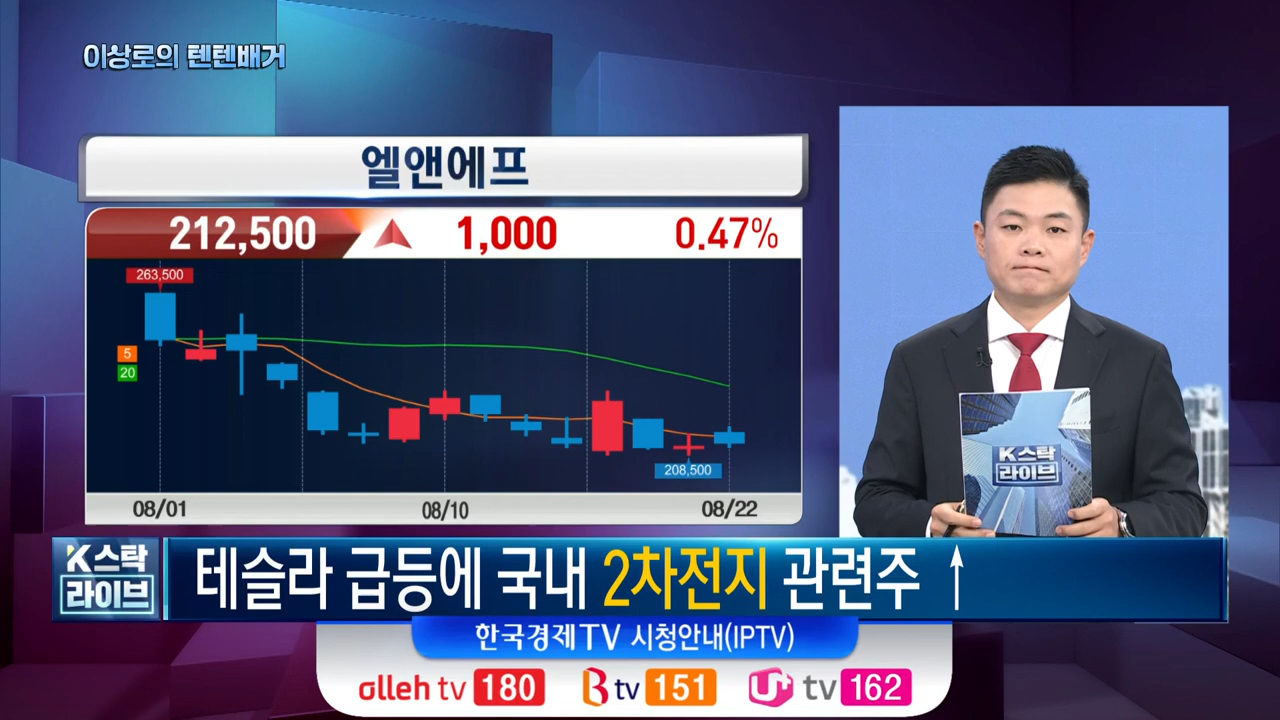 이상로의 텐텐배거
엘앤에프
212,500 ▲ 1,000 0.47%
263,500
5
20
208,500
08/01 08/10 08/22
K스탁
라이브
K스탁
라이브
테슬라 급등에 국내 2차전지 관련주 ↑
한국경제TV 시청안내(IPTV)
olleh tv 180 B tv 151 U+ tv 162